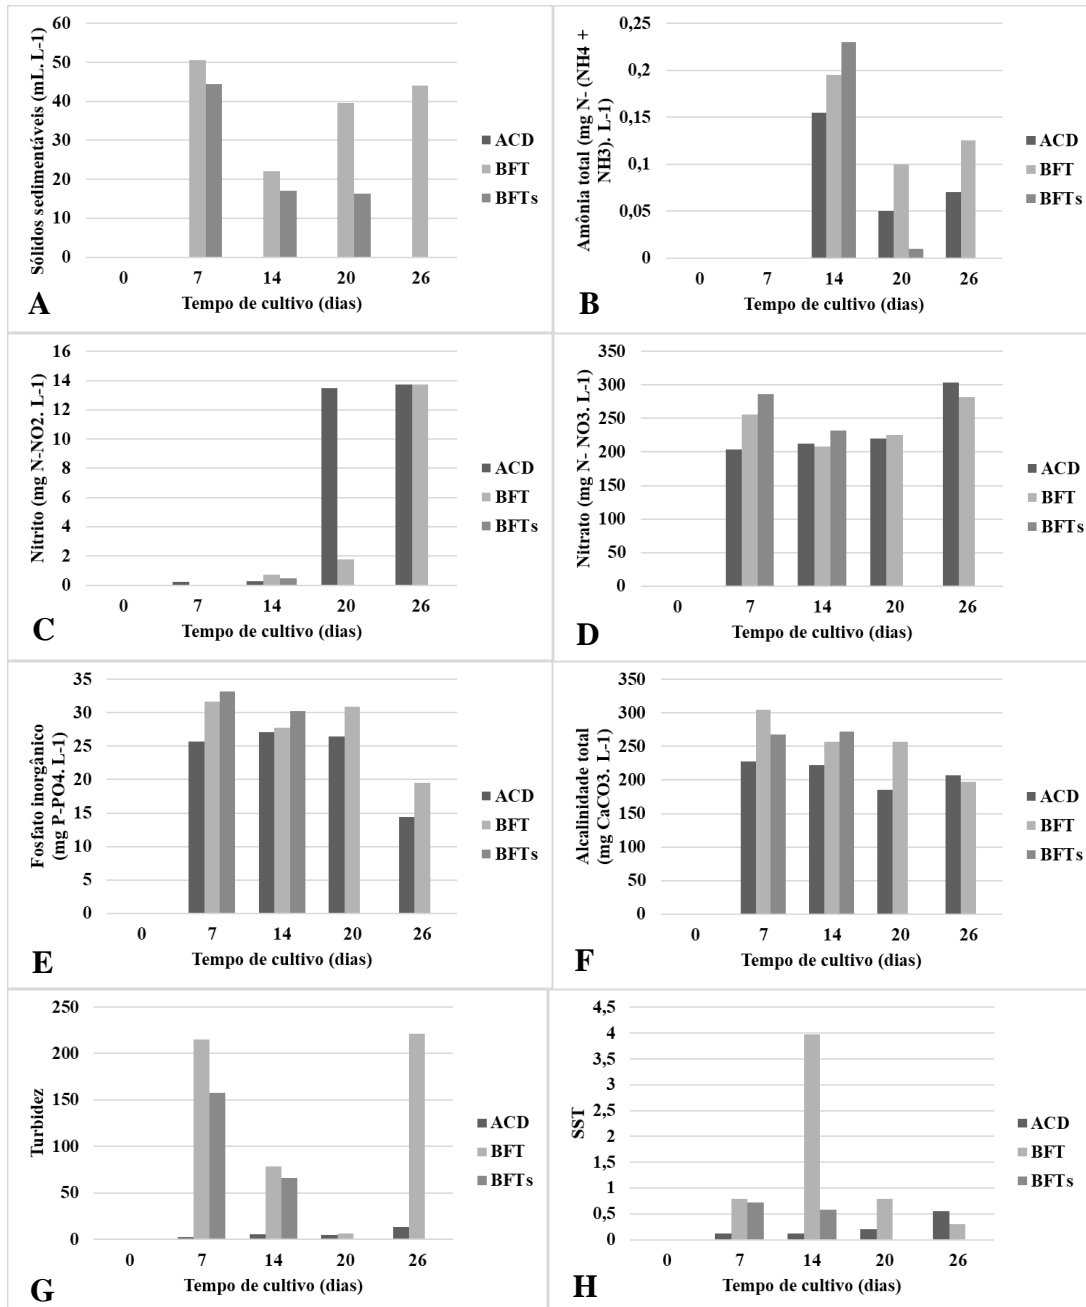 60
50
40
30
20
10
0
Sólidos sedimentáveis (mL. L-1)
0 7 14 20 26
Tempo de cultivo (dias)
ACD
BFT
BFTs
A
0,25
0,2
0,15
0,1
0,05
0
Amônia total (mg N- (NH4 +
NH3). L-1)
0 7 14 20 26
Tempo de cultivo (dias)
ACD
BFT
BFTs
B
16
14
12
10
8
6
4
2
0
Nitrito (mg N-NO2. L-1)
0 7 14 20 26
Tempo de cultivo (dias)
ACD
BFT
BFTs
C
350
300
250
200
150
100
50
0
Nitrato (mg N- NO3. L-1)
0 7 14 20 26
Tempo de cultivo (dias)
ACD
BFT
BFTs
D
35
30
25
20
15
10
5
0
Fosfato inorgânico
(mg P-PO4. L-1)
0 7 14 20 26
Tempo de cultivo (dias)
ACD
BFT
BFTs
E
350
300
250
200
150
100
50
0
Alcalinidade total
(mg CaCO3. L-1)
0 7 14 20 26
Tempo de cultivo (dias)
ACD
BFT
BFTs
F
250
200
150
100
50
0
Turbidez
0 7 14 20 26
Tempo de cultivo (dias)
ACD
BFT
BFTs
G
4,5
4
3,5
3
2,5
2
1,5
1
0,5
0
SST
0 7 14 20 26
Tempo de cultivo (dias)
ACD
BFT
BFTs
H